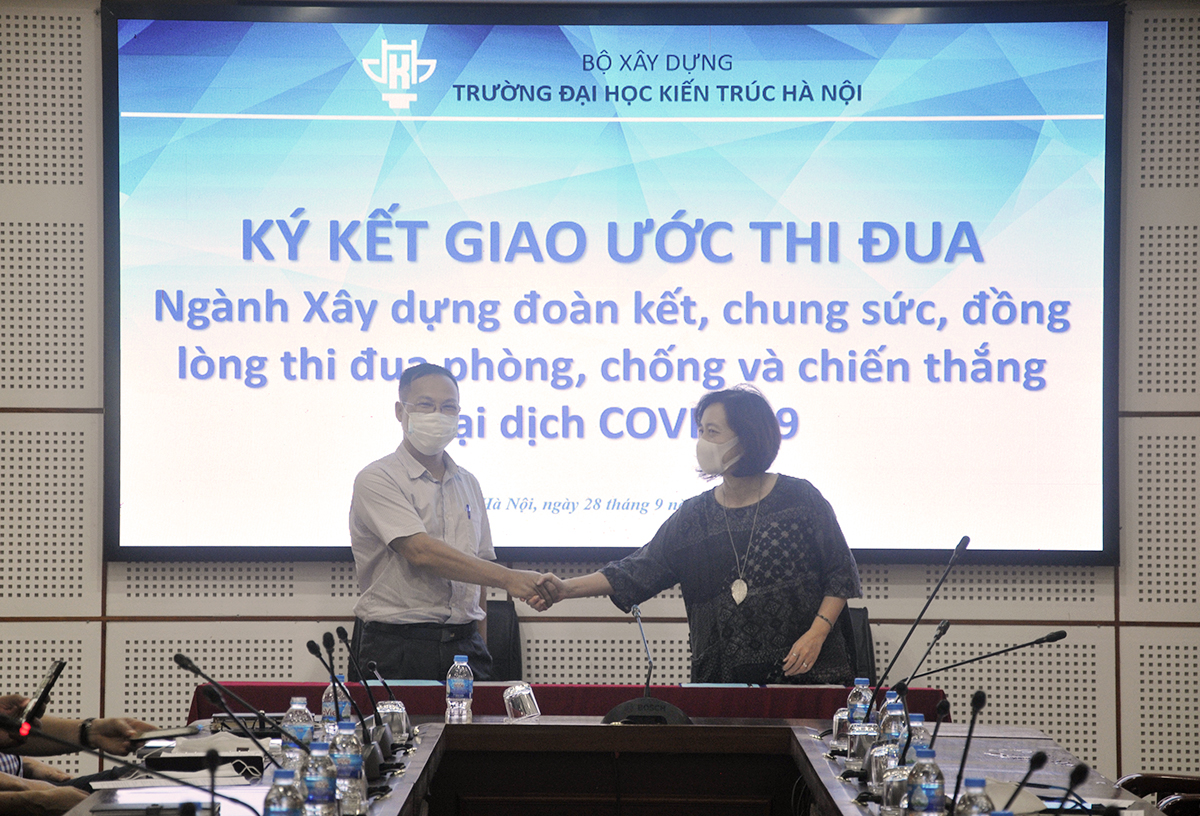 BỘ XÂY DỰNG
TRƯỜNG ĐẠI HỌC KIẾN TRÚC HÀ NỘI
KÝ KẾT GIAO ƯỚC THI ĐUA
Ngành Xây dựng đoàn kết, chung sức, đồng
lòng thi đua phòng, chống và chiến thắng
dịch
Hà Nội, ngày 28 tháng 9
BOSCH